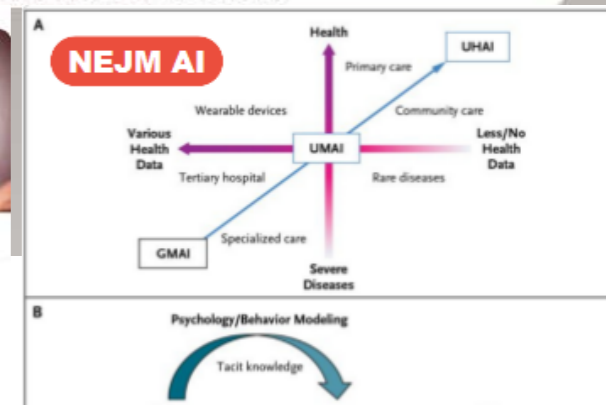 A
NEJM AI
Health
UHAI
Primary care
Wearable devices
Community care
Various
Health
Data
UMAI
Less/No
Health
Data
Tertiary hospital
Rare diseases
GMAI
Specialized care
Severe
Diseases
B
Psychology/Behavior Modeling
Tacit knowledge